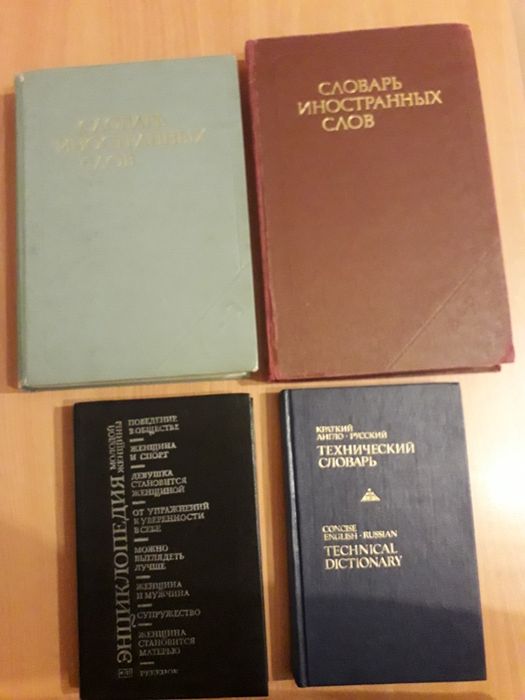 СЛОВАРЬ
ИНОСТРАННЫХ
СЛОВ
СЛОВАРЬ
ИНОСТРАННЫХ
СЛОВ
ЭНЦИКЛОПЕДИЯ
МОЛОДОЙ
ЖЕНЩИНЫ
ПОВЕДЕНИЕ
В ОБЩЕСТВЕ
ЖЕНЩИНА
И СПОРТ
ДЕВУШКА
СТАНОВИТСЯ
ЖЕНЩИНОЙ
ОТ УПРАЖНЕНИЙ
К УВЕРЕННОСТИ
В СЕБЕ
МОЖНО
ВЫГЛЯДЕТЬ
ЛУЧШЕ
ЖЕНЩИНА
И МУЖЧИНА
СУПРУЖЕСТВО
ЖЕНЩИНА
СТАНОВИТСЯ
МАТЕРЬЮ
РЕБЕНОК
КРАТКИЙ
АНГЛО-РУССКИЙ
ТЕХНИЧЕСКИЙ
СЛОВАРЬ
CONCISE
ENGLISH-RUSSIAN
TECHNICAL
DICTIONARY